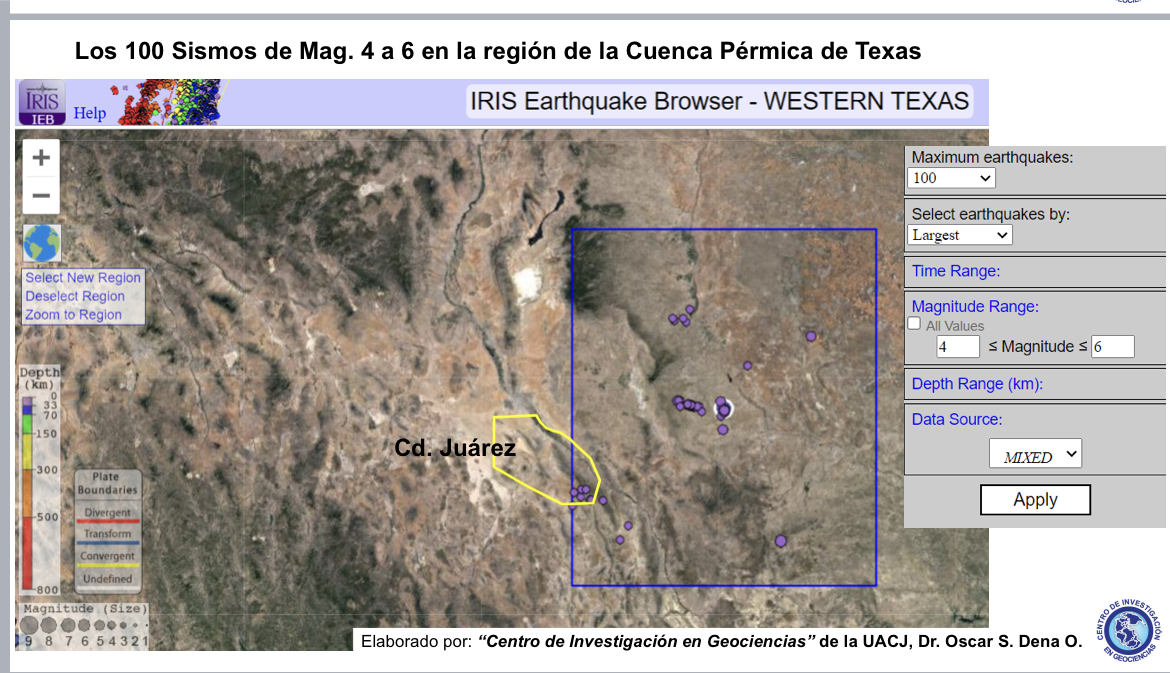 Los 100 Sismos de Mag. 4 a 6 en la región de la Cuenca Pérmica de Texas
IRIS
IEB
Help
IRIS Earthquake Browser - WESTERN TEXAS
+
−
Select New Region
Deselect Region
Zoom to Region
Maximum earthquakes:
100
Select earthquakes by:
Largest
Time Range:
Magnitude Range:
All Values
4 ≤ Magnitude ≤ 6
Depth Range (km):
Data Source:
MIXED
Apply
Cd. Juárez
Depth
(km)
0
33
70
150
300
500
800
Plate
Boundaries
Divergent
Transform
Convergent
Undefined
Magnitude (Size)
9 8 7 6 5 4 3 2 1
Elaborado por: “Centro de Investigación en Geociencias” de la UACJ, Dr. Oscar S. Dena O.
CENTRO DE INVESTIGACIÓN
EN GEOCIENCIAS